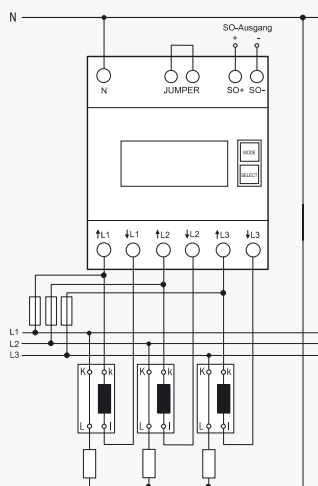 N
SO-Ausgang
+ -
N JUMPER SO+ SO-
MODE
SELECT
↑L1 ↓L1 ↑L2 ↓L2 ↑L3 ↓L3
L1
L2
L3
K k K k K k
L l L l L l